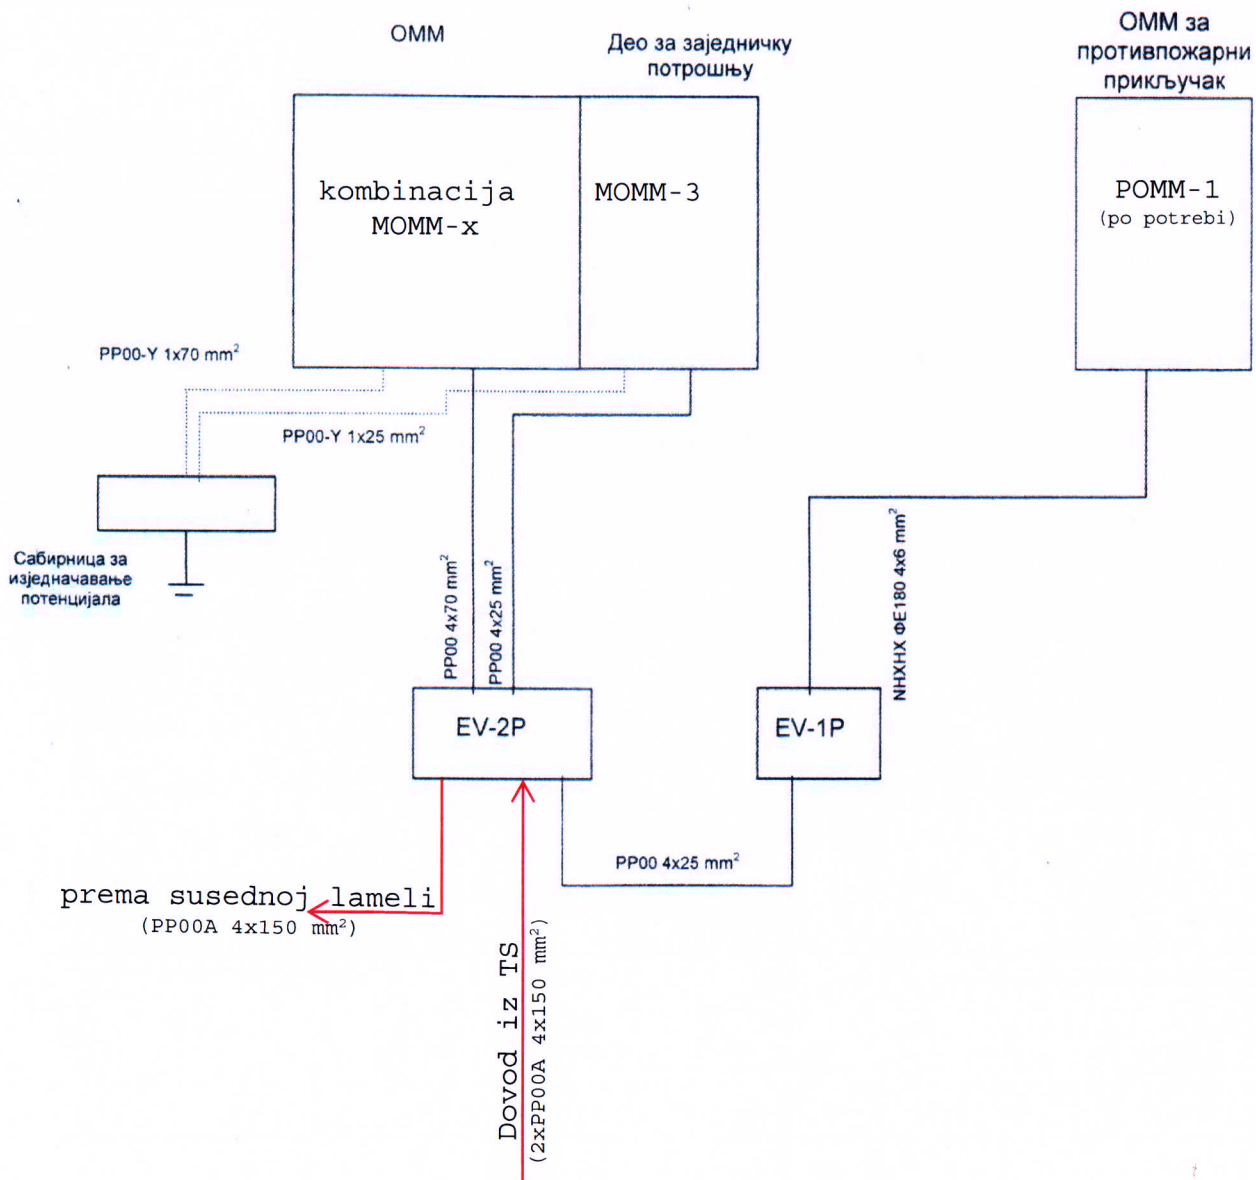 ОММ
Део за заједничку
потрошњу
ОММ за
противпожарни
прикључак
kombinacija
MOMM-x
MOMM-3
POMM-1
(po potrebi)
PP00-Y 1x70 mm²
PP00-Y 1x25 mm²
Сабирница за
изједначавање
потенцијала
PP00 4x70 mm²
PP00 4x25 mm²
NHXHX ФЕ180 4x6 mm²
EV-2P
EV-1P
PP00 4x25 mm²
prema susednoj lameli
(PP00A 4x150 mm²)
Dovod iz TS
(2xPP00A 4x150 mm²)